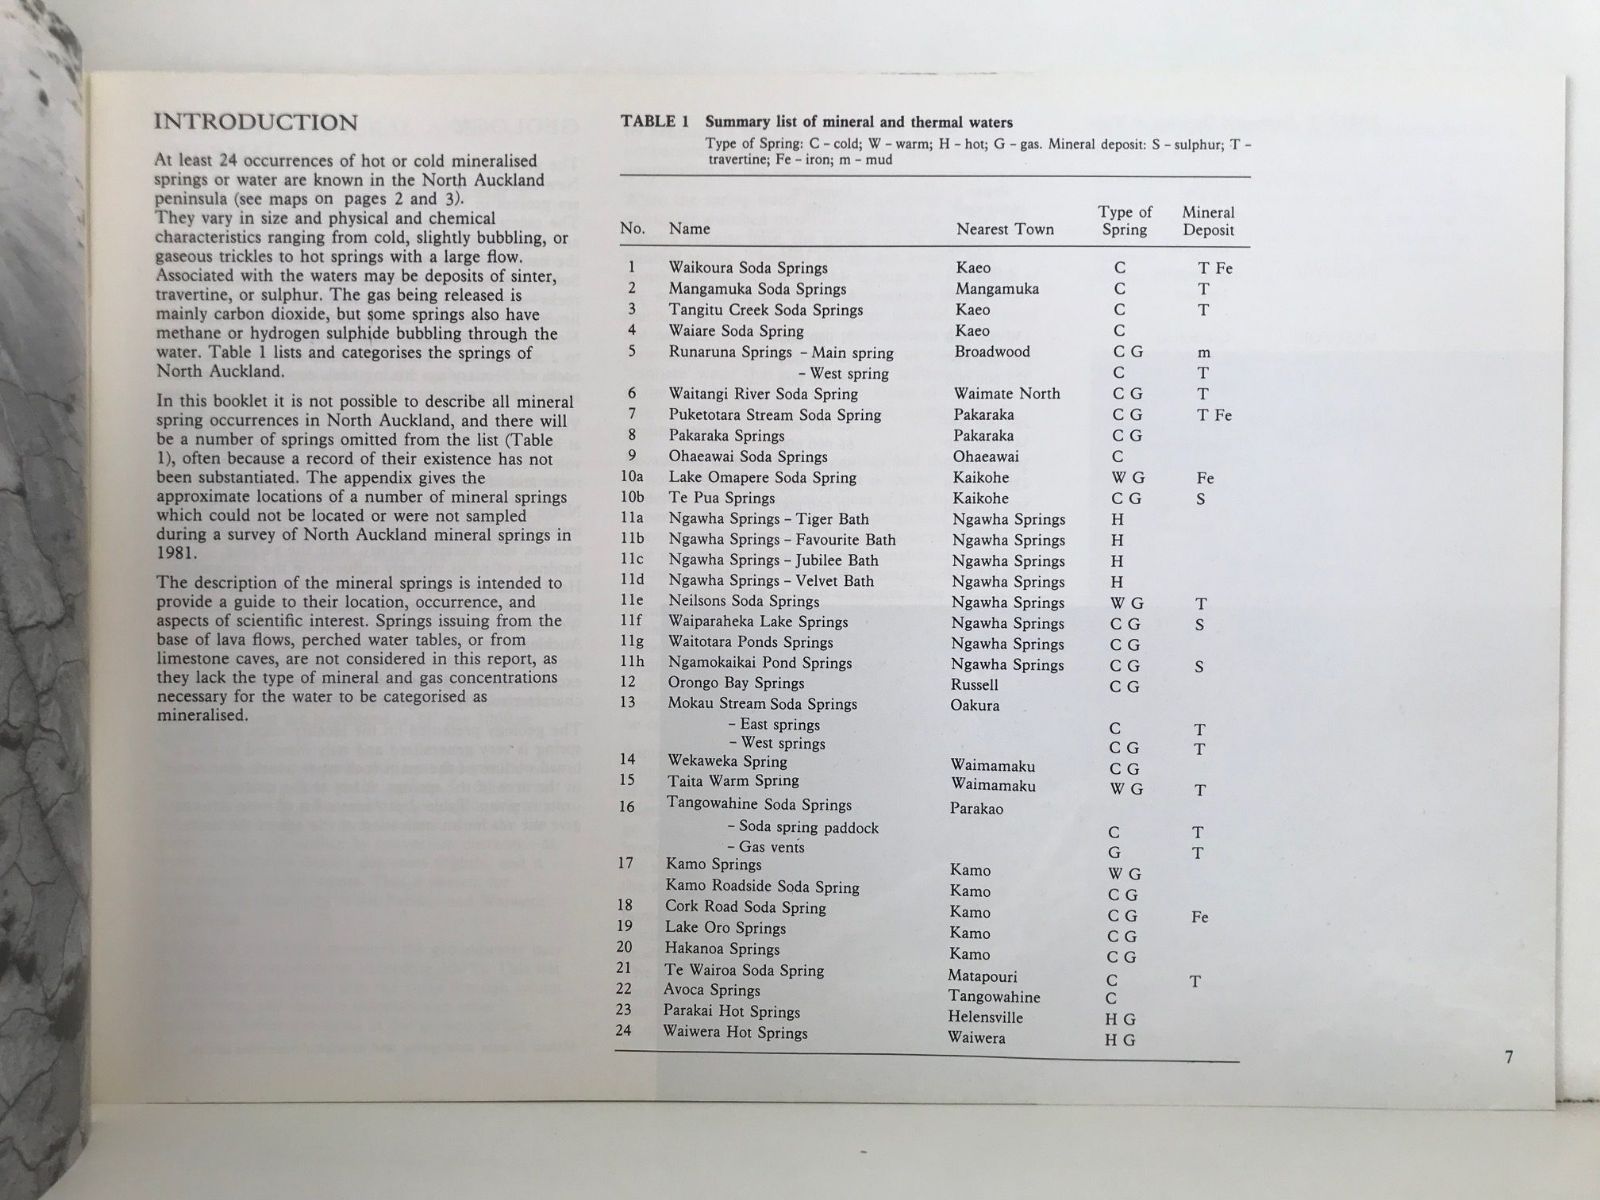 INTRODUCTION
At least 24 occurrences of hot or cold mineralised
springs or water are known in the North Auckland
peninsula (see maps on pages 2 and 3).
They vary in size and physical and chemical
characteristics ranging from cold, slightly bubbling, or
gaseous trickles to hot springs with a large flow.
Associated with the waters may be deposits of sinter,
travertine, or sulphur. The gas being released is
mainly carbon dioxide, but some springs also have
methane or hydrogen sulphide bubbling through the
water. Table 1 lists and categorises the springs of
North Auckland.
In this booklet it is not possible to describe all mineral
spring occurrences in North Auckland, and there will
be a number of springs omitted from the list (Table
1), often because a record of their existence has not
been substantiated. The appendix gives the
approximate locations of a number of mineral springs
which could not be located or were not sampled
during a survey of North Auckland mineral springs in
1981.
The description of the mineral springs is intended to
provide a guide to their location, occurrence, and
aspects of scientific interest. Springs issuing from the
base of lava flows, perched water tables, or from
limestone caves, are not considered in this report, as
they lack the type of mineral and gas concentrations
necessary for the water to be categorised as
mineralised.
TABLE 1 Summary list of mineral and thermal waters
Type of Spring: C – cold; W – warm; H – hot; G – gas. Mineral deposit: S – sulphur; T –
travertine; Fe – iron; m – mud
No. Name Nearest Town Type of Spring Mineral Deposit
1 Waikoura Soda Springs Kaeo C T Fe
2 Mangamuka Soda Springs Mangamuka C T
3 Tangitu Creek Soda Springs Kaeo C T
4 Waiare Soda Spring Kaeo C
5 Runaruna Springs – Main spring Broadwood C G m
– West spring C T
6 Waitangi River Soda Spring Waimate North C G T
7 Puketotara Stream Soda Spring Pakaraka C G T Fe
8 Pakaraka Springs Pakaraka C G
9 Ohaeawai Soda Springs Ohaeawai C
10a Lake Omapere Soda Spring Kaikohe W G Fe
10b Te Pua Springs Kaikohe C G S
11a Ngawha Springs – Tiger Bath Ngawha Springs H
11b Ngawha Springs – Favourite Bath Ngawha Springs H
11c Ngawha Springs – Jubilee Bath Ngawha Springs H
11d Ngawha Springs – Velvet Bath Ngawha Springs H
11e Neilsons Soda Springs Ngawha Springs W G T
11f Waiparaheka Lake Springs Ngawha Springs C G S
11g Waitotara Ponds Springs Ngawha Springs C G
11h Ngamokaikai Pond Springs Ngawha Springs C G S
12 Orongo Bay Springs Russell C G
13 Mokau Stream Soda Springs Oakura
– East springs C T
– West springs C G T
14 Wekaweka Spring Waimamaku C G
15 Taita Warm Spring Waimamaku W G T
16 Tangowahine Soda Springs Parakao
– Soda spring paddock C T
– Gas vents G T
17 Kamo Springs Kamo W G
Kamo Roadside Soda Spring Kamo C G
18 Cork Road Soda Spring Kamo C G Fe
19 Lake Oro Springs Kamo C G
20 Hakanoa Springs Kamo C G
21 Te Wairoa Soda Spring Matapouri C T
22 Avoca Springs Tangowahine C
23 Parakai Hot Springs Helensville H G
24 Waiwera Hot Springs Waiwera H G
7